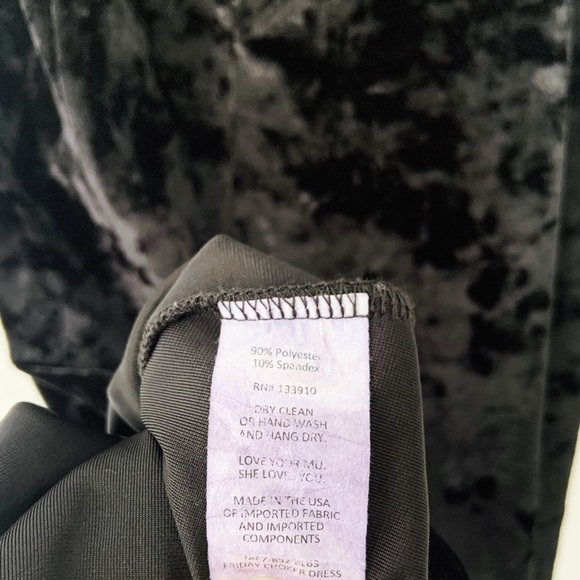 90% Polyester
10% Spandex
RN# 133910
DRY CLEAN
OR HAND WASH
AND HANG DRY.
LOVE YOUR MU.
SHE LOVES YOU.
MADE IN THE USA
OF IMPORTED FABRIC
AND IMPORTED
COMPONENTS
FRIDAY CHOKER DRESS